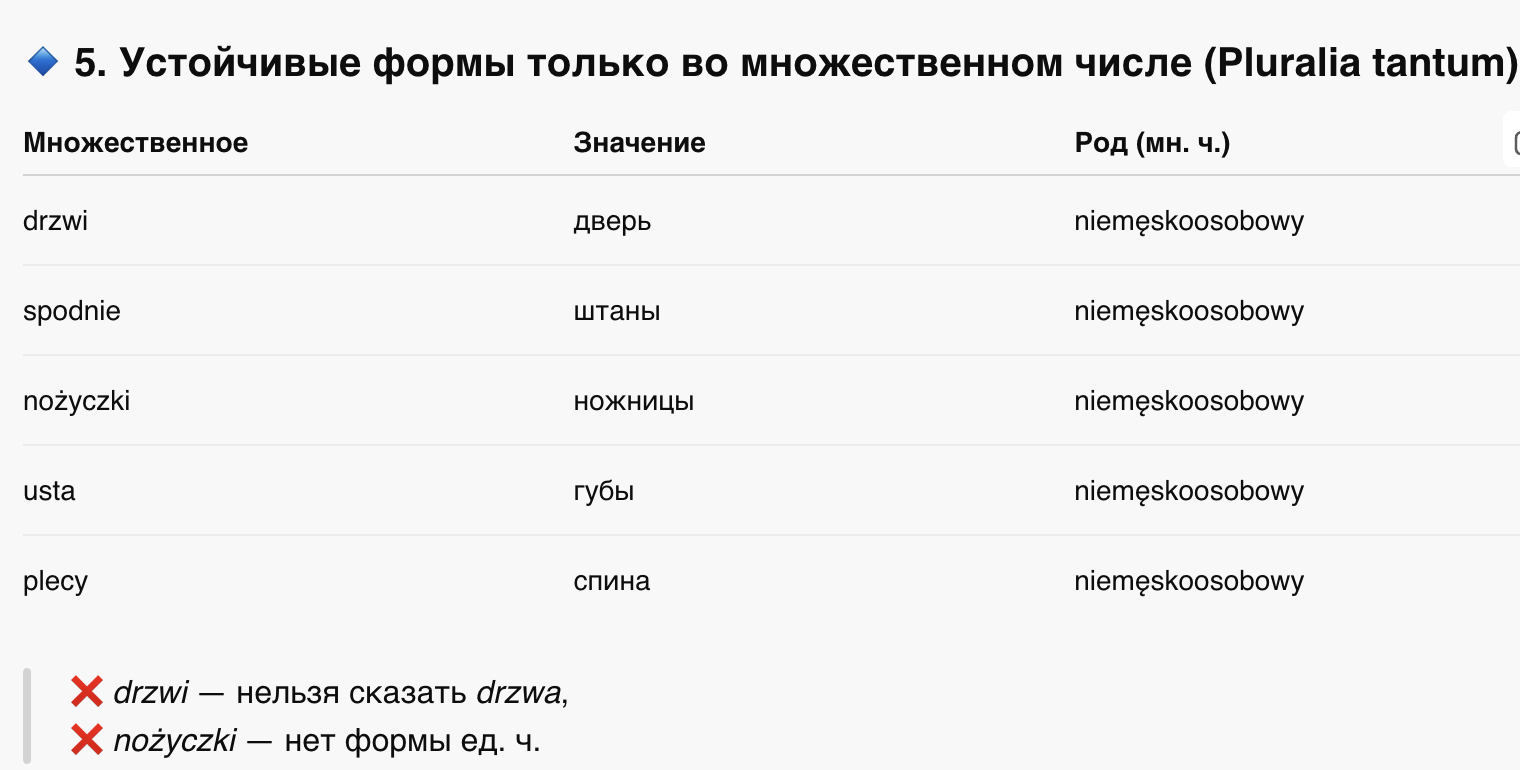 5. Устойчивые формы только во множественном числе (Pluralia tantum)
Множественное Значение Род (мн. ч.)
drzwi дверь niemęskoosobowy
spodnie штаны niemęskoosobowy
nożyczki ножницы niemęskoosobowy
usta губы niemęskoosobowy
plecy спина niemęskoosobowy
❌ drzwi — нельзя сказать drzwa,
❌ nożyczki — нет формы ед. ч.